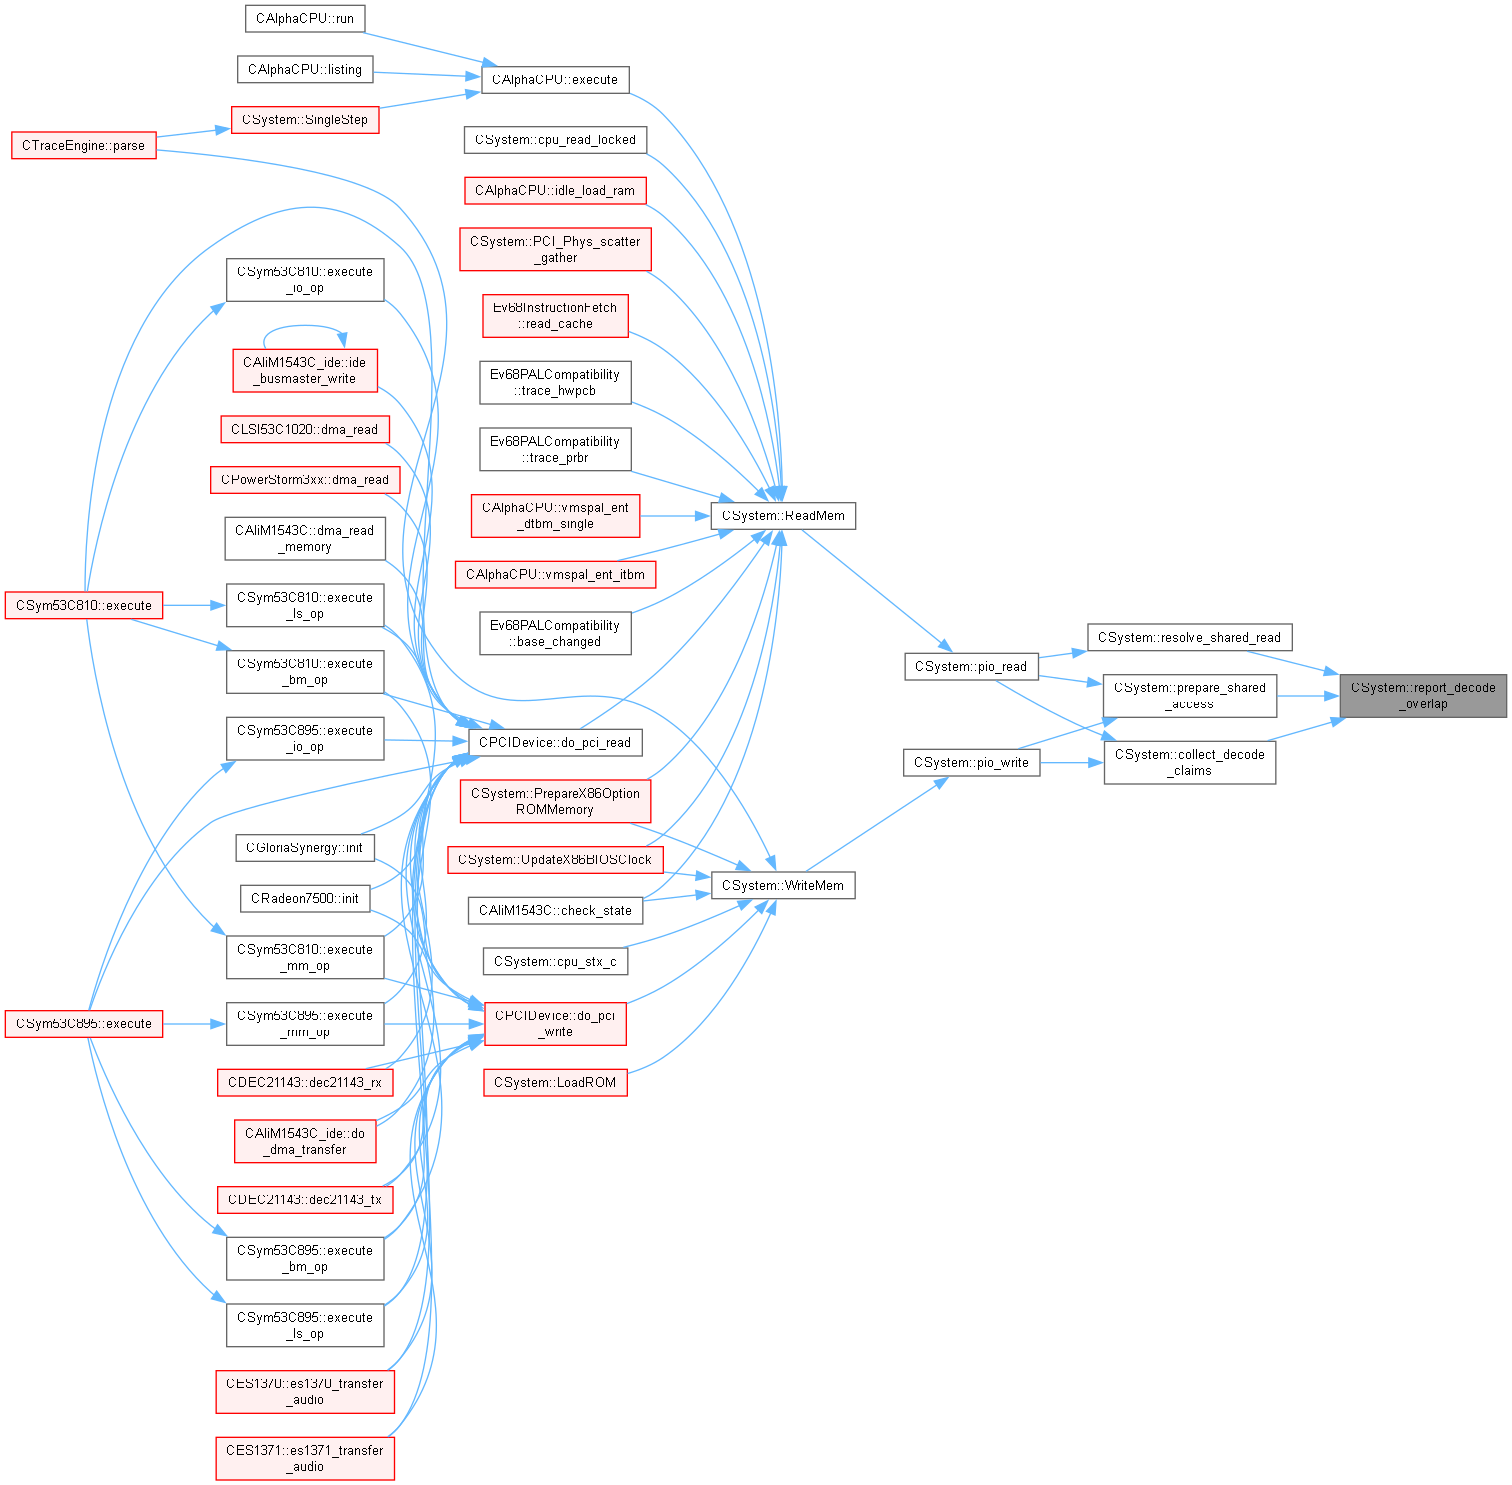 CAlphaCPU::run
CAlphaCPU::listing
CAlphaCPU::execute
CSystem::SingleStep
CTraceEngine::parse
CSystem::cpu_read_locked
CAlphaCPU::idle_load_ram
CSystem::PCI_Phys_scatter
_gather
CSym53C810::execute
_io_op
Ev68InstructionFetch
::read_cache
CAliM1543C_ide::ide
_busmaster_write
Ev68PALCompatibility
::trace_hwpcb
CLSI53C1020::dma_read
Ev68PALCompatibility
::trace_prbr
CPowerStorm3xx::dma_read
CAlphaCPU::vmspal_ent
_dtbm_single
CSystem::ReadMem
CAliM1543C::dma_read
_memory
CAlphaCPU::vmspal_ent_itbm
CSym53C810::execute
CSym53C810::execute
_ls_op
Ev68PALCompatibility
::base_changed
CSystem::resolve_shared_read
CSystem::pio_read
CSym53C810::execute
_bm_op
CSystem::prepare_shared
_access
CSystem::report_decode
_overlap
CSym53C895::execute
_io_op
CPCIDevice::do_pci_read
CSystem::pio_write
CSystem::collect_decode
_claims
CSystem::PrepareX86Option
ROMMemory
CGloriaSynergy::init
CSystem::UpdateX86BIOSClock
CRadeon7500::init
CAliM1543C::check_state
CSystem::WriteMem
CSym53C810::execute
_mm_op
CSystem::cpu_stx_c
CSym53C895::execute
CSym53C895::execute
_mm_op
CPCIDevice::do_pci
_write
CDEC21143::dec21143_rx
CSystem::LoadROM
CAliM1543C_ide::do
_dma_transfer
CDEC21143::dec21143_tx
CSym53C895::execute
_bm_op
CSym53C895::execute
_ls_op
CES1370::es1370_transfer
_audio
CES1371::es1371_transfer
_audio